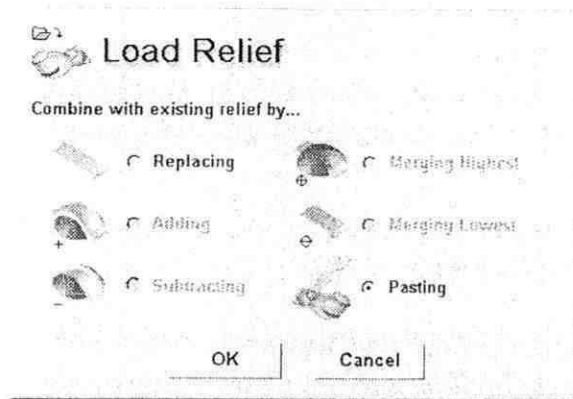 Load Relief
Combine with existing relief by...
Replacing
Merging Highest
Adding
Merging Lowest
Subtracting
Pasting
OK
Cancel